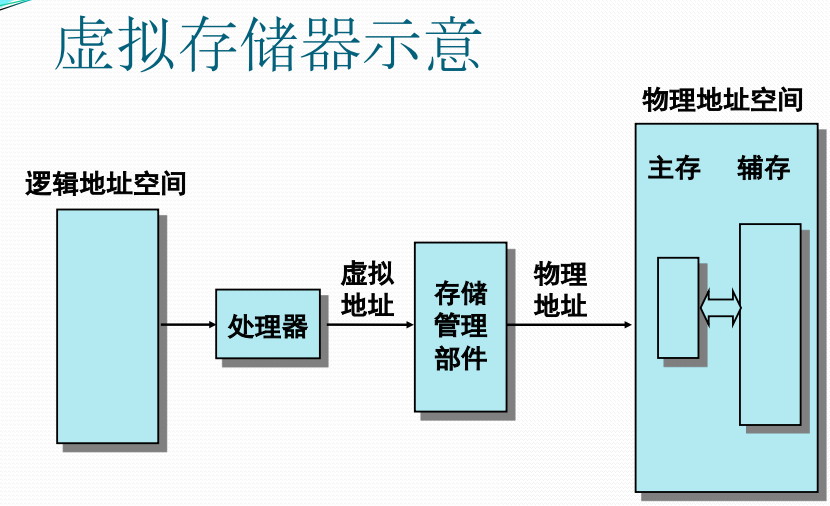 虚拟存储器示意
物理地址空间
主存
辅存
逻辑地址空间
处理器
虚拟
地址
存储
管理
部件
物理
地址